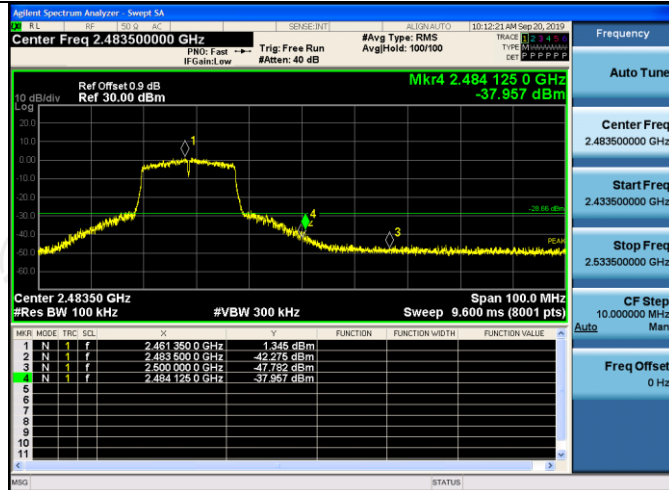 Agilent Spectrum Analyzer - Swept SA
RL RF 50 Ω AC SENSE:INT ALIGN AUTO 10:12:21 AM Sep 20, 2019
Center Freq 2.483500000 GHz
PNO: Fast
IFGain:Low
Trig: Free Run
#Atten: 40 dB
#Avg Type: RMS
Avg|Hold: 100/100
TRACE 1 2 3 4 5 6
TYPE M
DET P P P P P P
Ref Offset 0.9 dB
Ref 30.00 dBm
Mkr4 2.484 125 0 GHz
-37.957 dBm
10 dB/div
Log
20.0
10.0
0.00
-10.0
-20.0
-30.0
-40.0
-50.0
-60.0
1
4
3
-28.66 dBm
PEAK
Center 2.48350 GHz
#Res BW 100 kHz
#VBW 300 kHz
Span 100.0 MHz
Sweep 9.600 ms (8001 pts)
MKR MODE TRC SCL X Y FUNCTION FUNCTION WIDTH FUNCTION VALUE
1 N 1 f 2.461 350 0 GHz 1.345 dBm
2 N 1 f 2.483 500 0 GHz -42.275 dBm
3 N 1 f 2.500 000 0 GHz -47.782 dBm
4 N 1 f 2.484 125 0 GHz -37.957 dBm
5
6
7
8
9
10
11
MSG STATUS
Frequency
Auto Tune
Center Freq
2.483500000 GHz
Start Freq
2.433500000 GHz
Stop Freq
2.533500000 GHz
CF Step
10.000000 MHz
Auto Man
Freq Offset
0 Hz